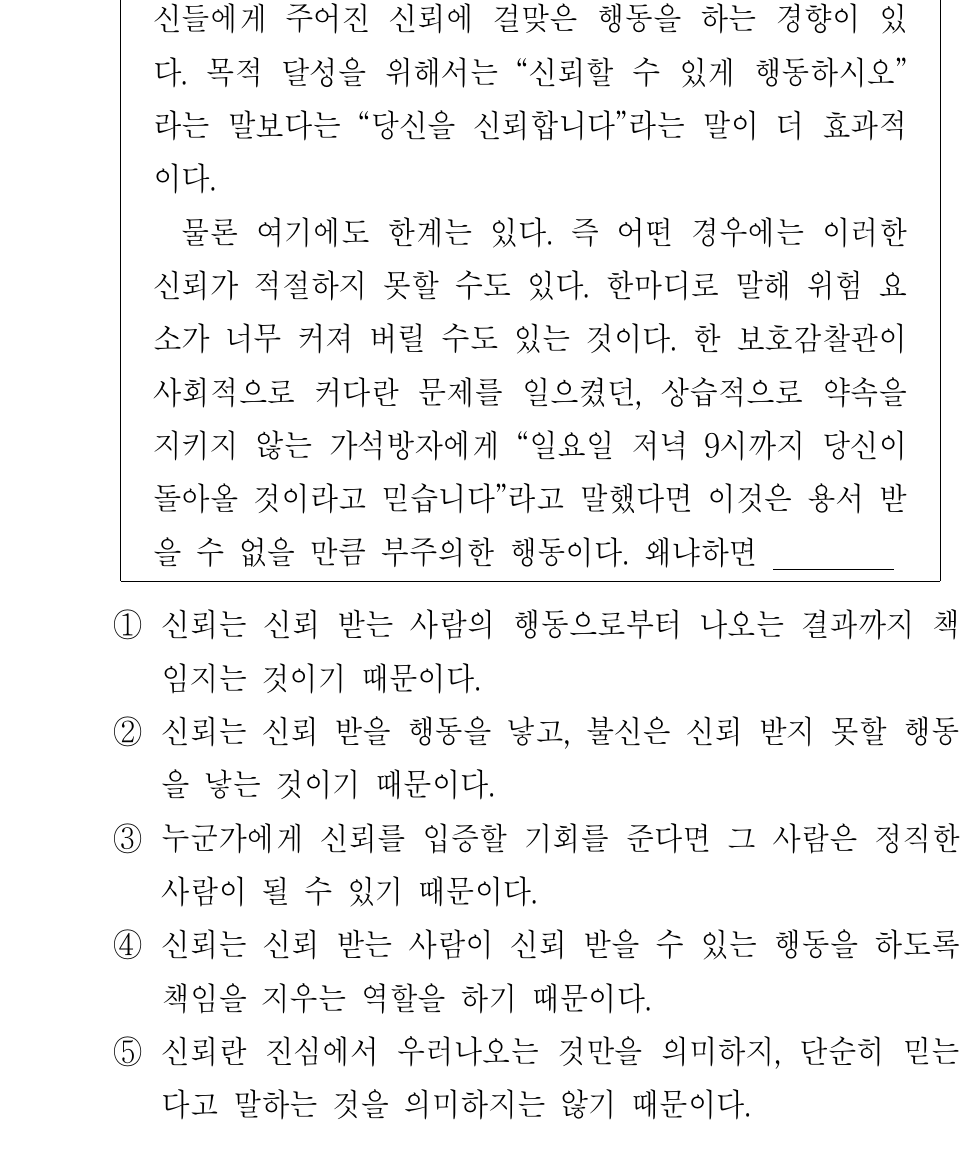 신들에게 주어진 신뢰에 걸맞은 행동을 하는 경향이 있
다. 목적 달성을 위해서는 “신뢰할 수 있게 행동하시오”
라는 말보다는 “당신을 신뢰합니다”라는 말이 더 효과적
이다.
물론 여기에도 한계는 있다. 즉 어떤 경우에는 이러한
신뢰가 적절하지 못할 수도 있다. 한마디로 말해 위험 요
소가 너무 커져 버릴 수도 있는 것이다. 한 보호감찰관이
사회적으로 커다란 문제를 일으켰던, 상습적으로 약속을
지키지 않는 가석방자에게 “일요일 저녁 9시까지 당신이
돌아올 것이라고 믿습니다”라고 말했다면 이것은 용서 받
을 수 없을 만큼 부주의한 행동이다. 왜냐하면 ________
① 신뢰는 신뢰 받는 사람의 행동으로부터 나오는 결과까지 책
임지는 것이기 때문이다.
② 신뢰는 신뢰 받을 행동을 낳고, 불신은 신뢰 받지 못할 행동
을 낳는 것이기 때문이다.
③ 누군가에게 신뢰를 입증할 기회를 준다면 그 사람은 정직한
사람이 될 수 있기 때문이다.
④ 신뢰는 신뢰 받는 사람이 신뢰 받을 수 있는 행동을 하도록
책임을 지우는 역할을 하기 때문이다.
⑤ 신뢰란 진심에서 우러나오는 것만을 의미하지, 단순히 믿는
다고 말하는 것을 의미하지는 않기 때문이다.